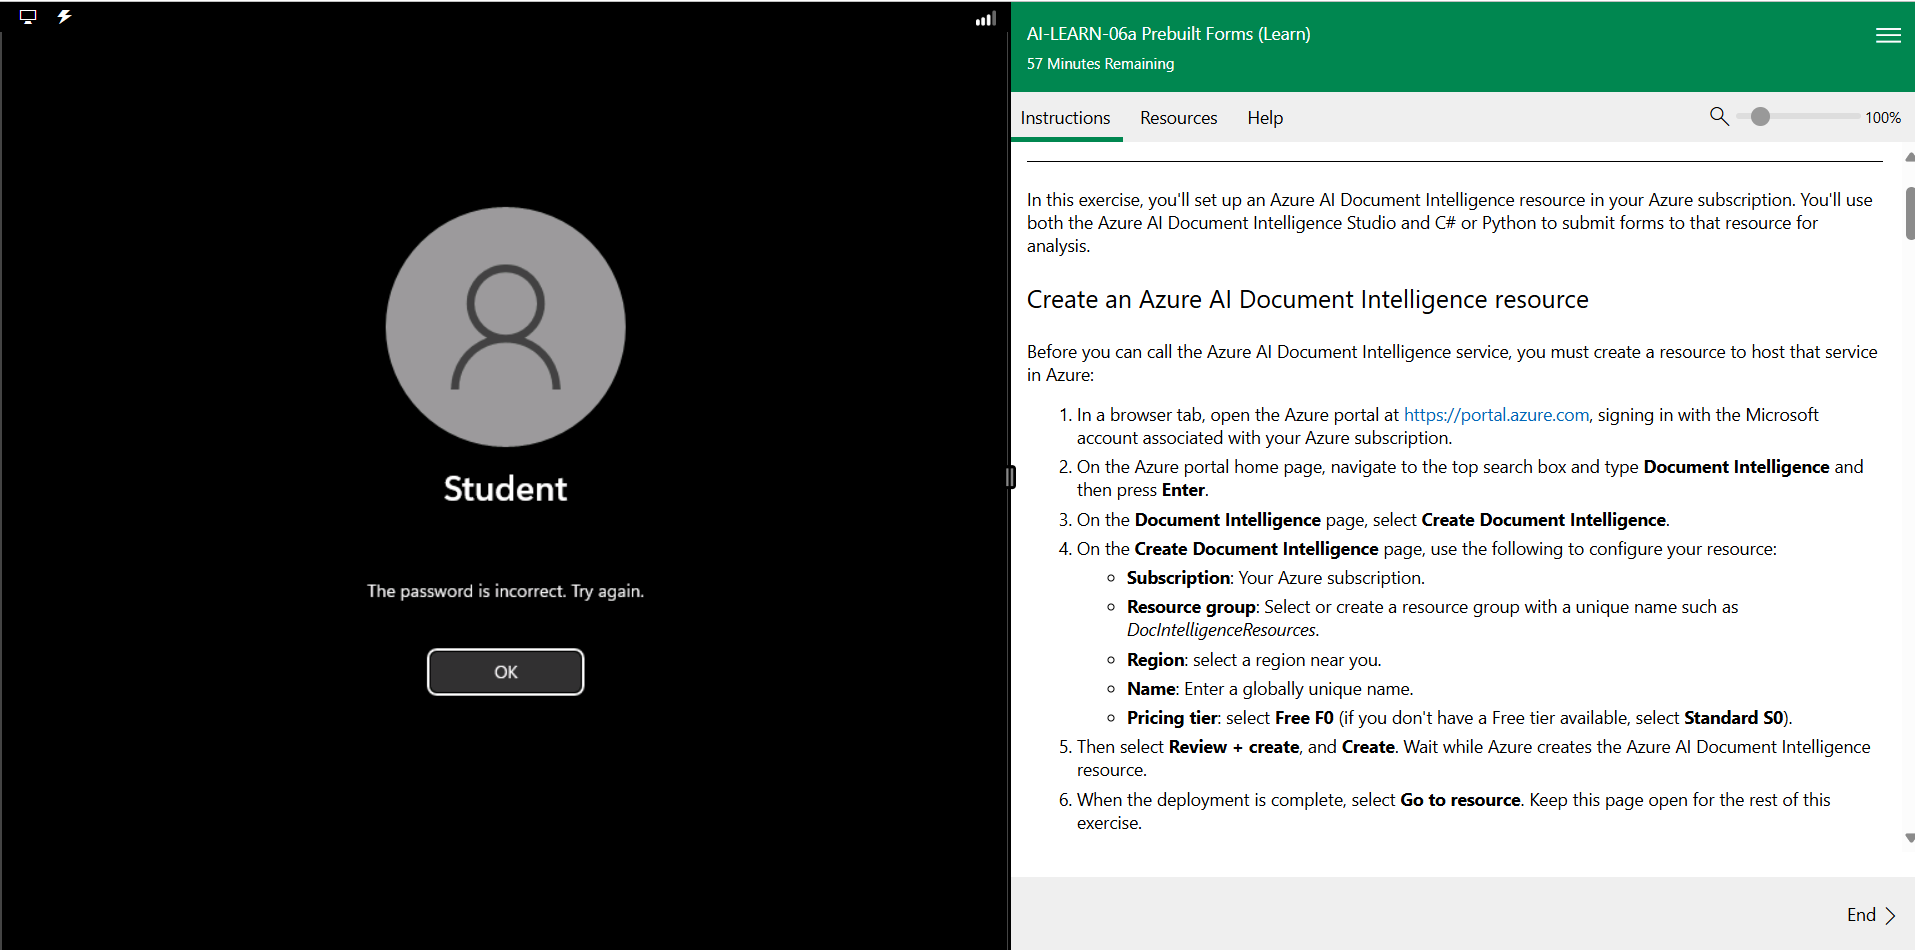 Student
The password is incorrect. Try again.
OK
AI-LEARN-06a Prebuilt Forms (Learn)
57 Minutes Remaining
Instructions Resources Help 100%
In this exercise, you'll set up an Azure AI Document Intelligence resource in your Azure subscription. You'll use
both the Azure AI Document Intelligence Studio and C# or Python to submit forms to that resource for
analysis.
Create an Azure AI Document Intelligence resource
Before you can call the Azure AI Document Intelligence service, you must create a resource to host that service
in Azure:
1. In a browser tab, open the Azure portal at https://portal.azure.com, signing in with the Microsoft
account associated with your Azure subscription.
2. On the Azure portal home page, navigate to the top search box and type Document Intelligence and
then press Enter.
3. On the Document Intelligence page, select Create Document Intelligence.
4. On the Create Document Intelligence page, use the following to configure your resource:
◦ Subscription: Your Azure subscription.
◦ Resource group: Select or create a resource group with a unique name such as
DocIntelligenceResources.
◦ Region: select a region near you.
◦ Name: Enter a globally unique name.
◦ Pricing tier: select Free F0 (if you don't have a Free tier available, select Standard S0).
5. Then select Review + create, and Create. Wait while Azure creates the Azure AI Document Intelligence
resource.
6. When the deployment is complete, select Go to resource. Keep this page open for the rest of this
exercise.
End